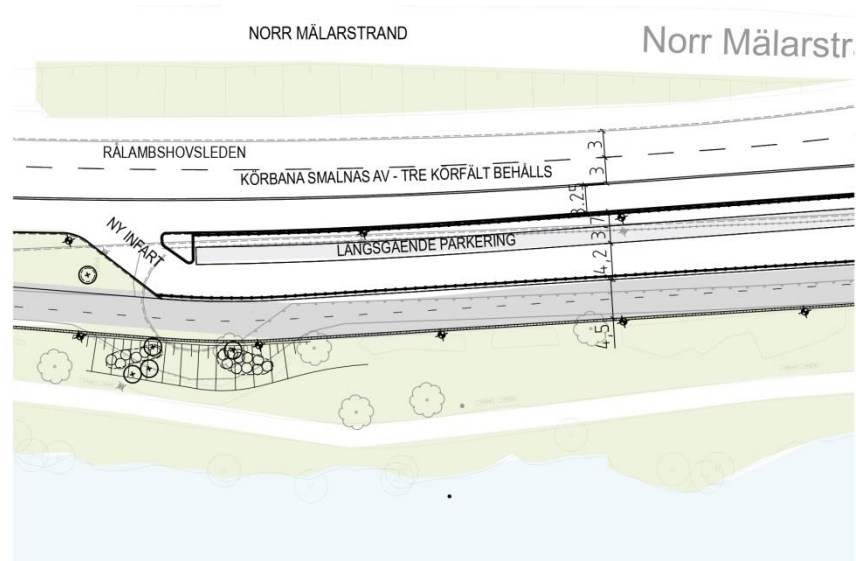 NORR MÄLARSTRAND
Norr Mälarstr
RÅLAMBSHOVSLEDEN
KÖRBANA SMALNAS AV - TRE KÖRFÄLT BEHÅLLS
NY INFART
LÅNGSGÅENDE PARKERING
3
3
3.25
3,7
4,2
4,5